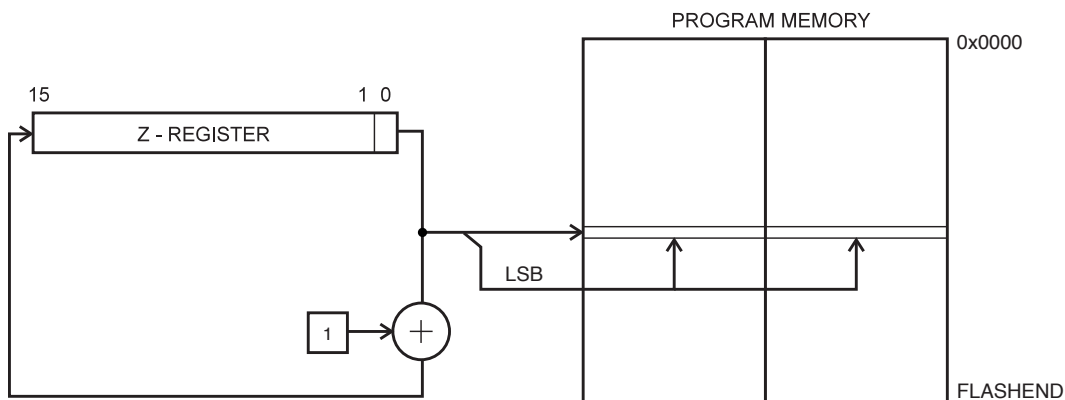 PROGRAM MEMORY
0x0000
15
1 0
Z - REGISTER
LSB
1
FLASHEND